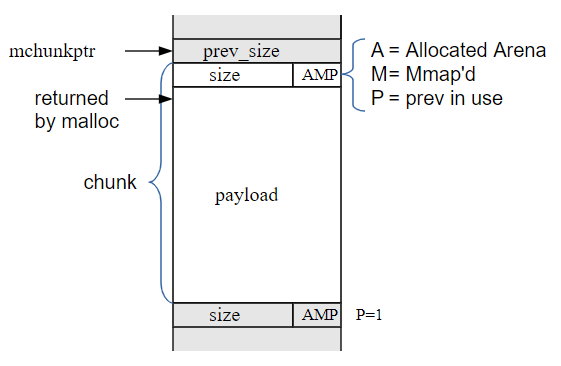 mchunkptr
prev_size
A = Allocated Arena
size
AMP
M= Mmap'd
P = prev in use
returned
by malloc
chunk
payload
size
AMP
P=1